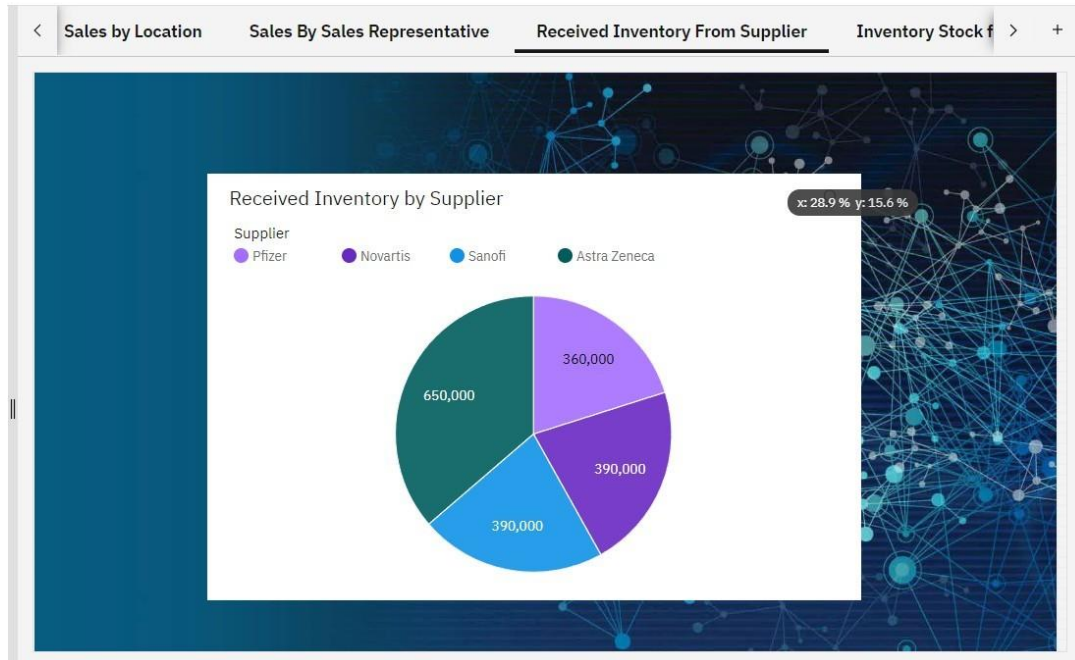 Sales by Location Sales By Sales Representative Received Inventory From Supplier Inventory Stock f
Received Inventory by Supplier
x: 28.9 % y: 15.6 %
Supplier
Pfizer Novartis Sanofi Astra Zeneca
360,000
650,000
390,000
390,000